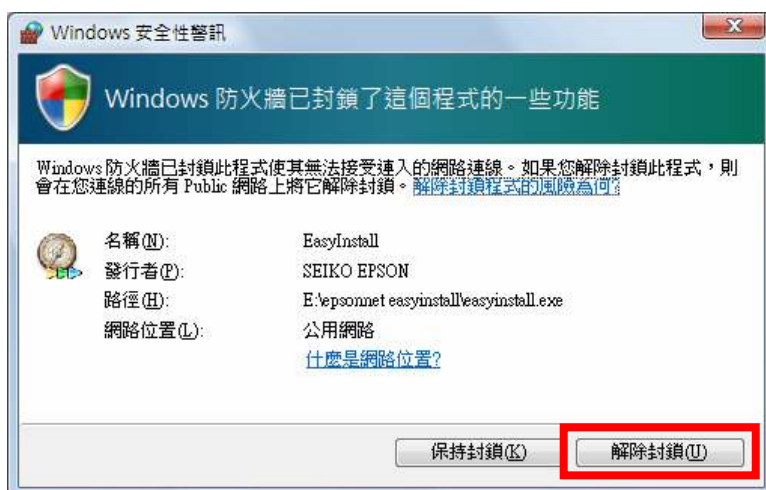 Windows 安全性警訊
Windows 防火牆已封鎖了這個程式的一些功能
Windows 防火牆已封鎖此程式使其無法接受連入的網路連線。如果您解除封鎖此程式，則
會在您連線的所有 Public 網路上將它解除封鎖。解除封鎖程式的風險為何?
名稱(N): EasyInstall
發行者(P): SEIKO EPSON
路徑(H): E:\epsonnet easyinstall\easyinstall.exe
網路位置(L): 公用網路
什麼是網路位置?
保持封鎖(K) 解除封鎖(U)